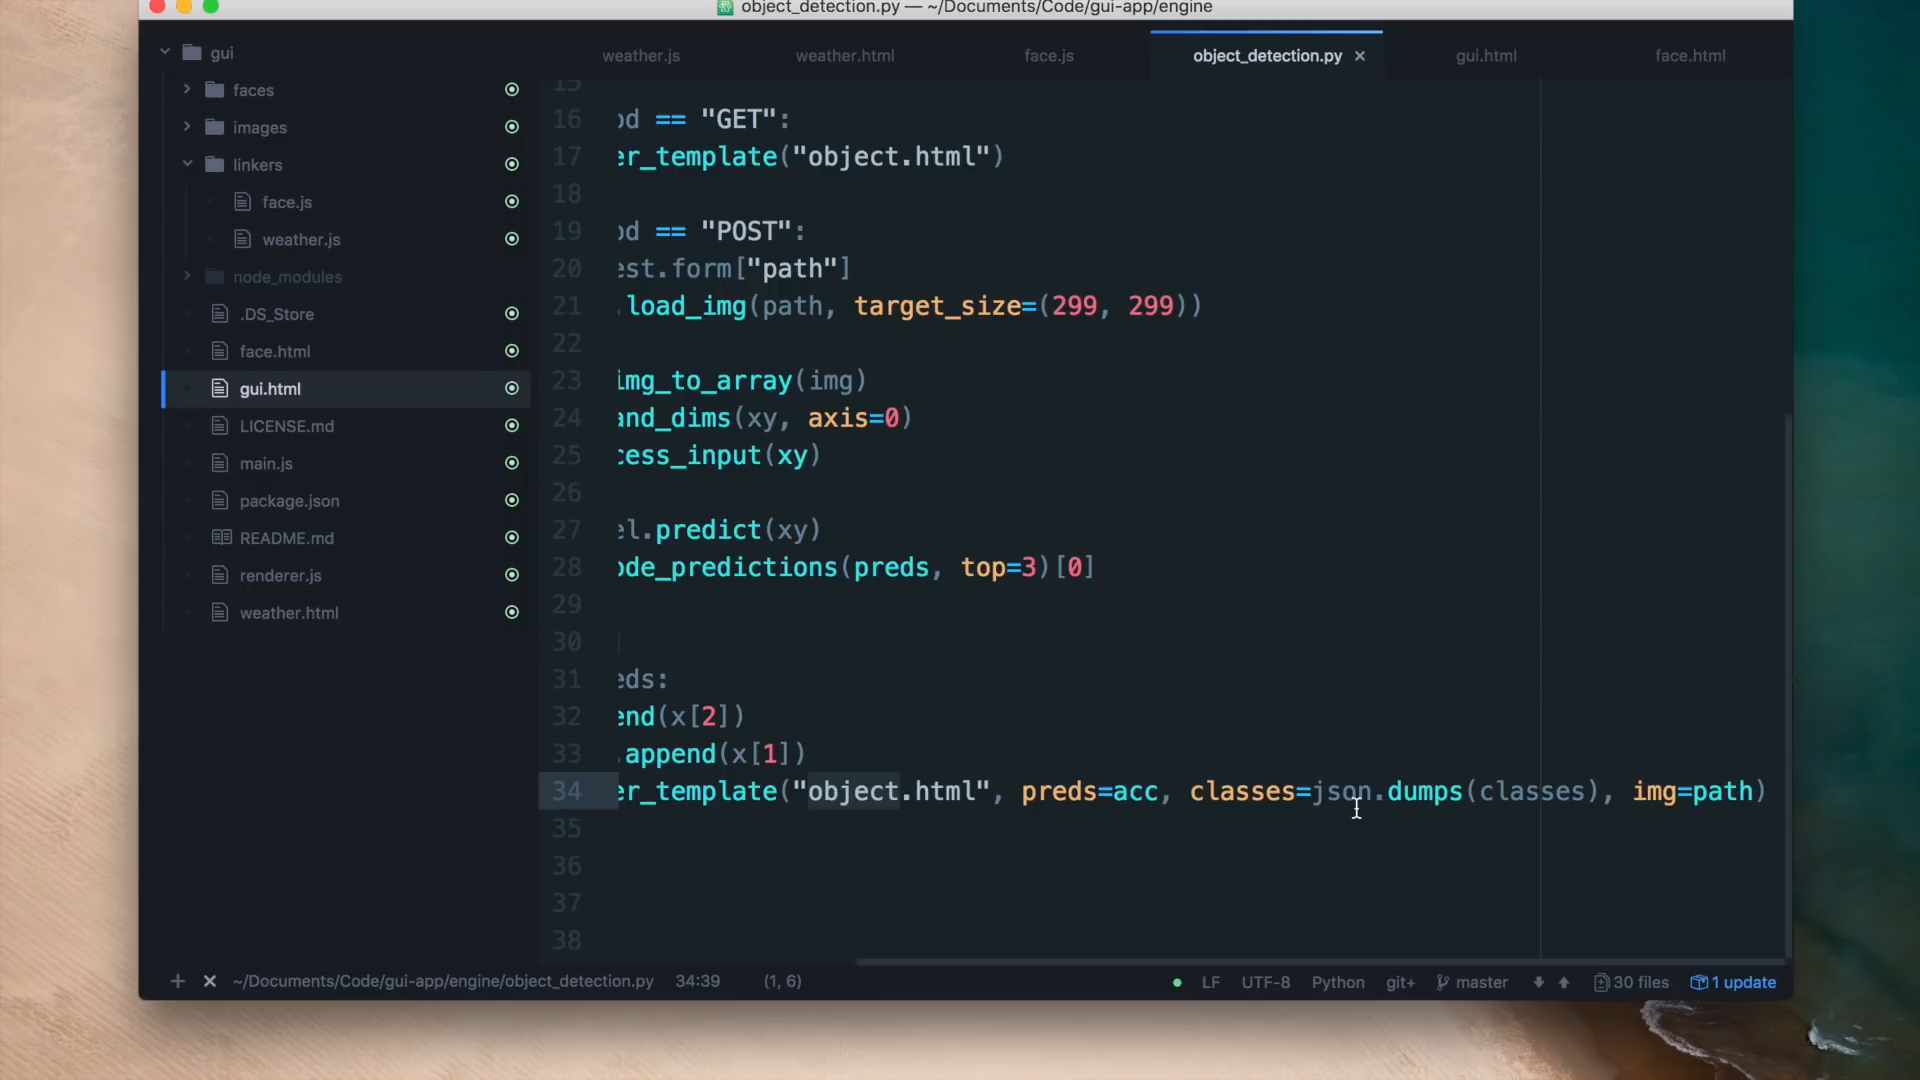 object_detection.py — ~/Documents/Code/gui-app/engine
gui
faces
images
linkers
face.js
weather.js
node_modules
.DS_Store
face.html
gui.html
LICENSE.md
main.js
package.json
README.md
renderer.js
weather.html
weather.js weather.html face.js object_detection.py × gui.html face.html
15
16 od == "GET":
17 er_template("object.html")
18
19 od == "POST":
20 est.form["path"]
21 .load_img(path, target_size=(299, 299))
22
23 img_to_array(img)
24 and_dims(xy, axis=0)
25 cess_input(xy)
26
27 el.predict(xy)
28 ode_predictions(preds, top=3)[0]
29
30
31 eds:
32 end(x[2])
33 .append(x[1])
34 er_template("object.html", preds=acc, classes=json.dumps(classes), img=path)
35
36
37
38
+ × ~/Documents/Code/gui-app/engine/object_detection.py 34:39 (1, 6) LF UTF-8 Python git+ master 30 files 1 update